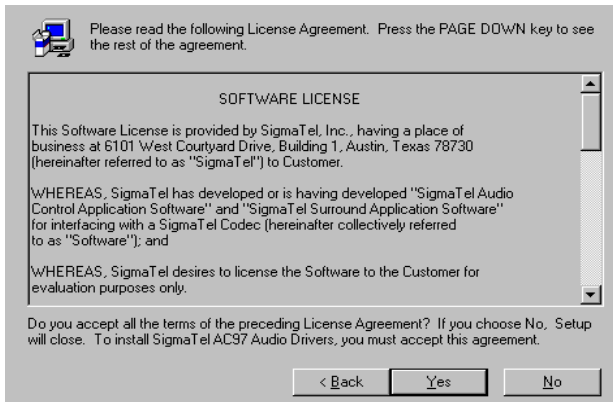 Please read the following License Agreement. Press the PAGE DOWN key to see
the rest of the agreement.
SOFTWARE LICENSE
This Software License is provided by SigmaTel, Inc., having a place of
business at 6101 West Courtyard Drive, Building 1, Austin, Texas 78730
(hereinafter referred to as "SigmaTel") to Customer.
WHEREAS, SigmaTel has developed or is having developed "SigmaTel Audio
Control Application Software" and "SigmaTel Surround Application Software"
for interfacing with a SigmaTel Codec (hereinafter collectively referred
to as "Software"); and
WHEREAS, SigmaTel desires to license the Software to the Customer for
evaluation purposes only.
Do you accept all the terms of the preceding License Agreement? If you choose No, Setup
will close. To install SigmaTel AC97 Audio Drivers, you must accept this agreement.
< Back
Yes
No